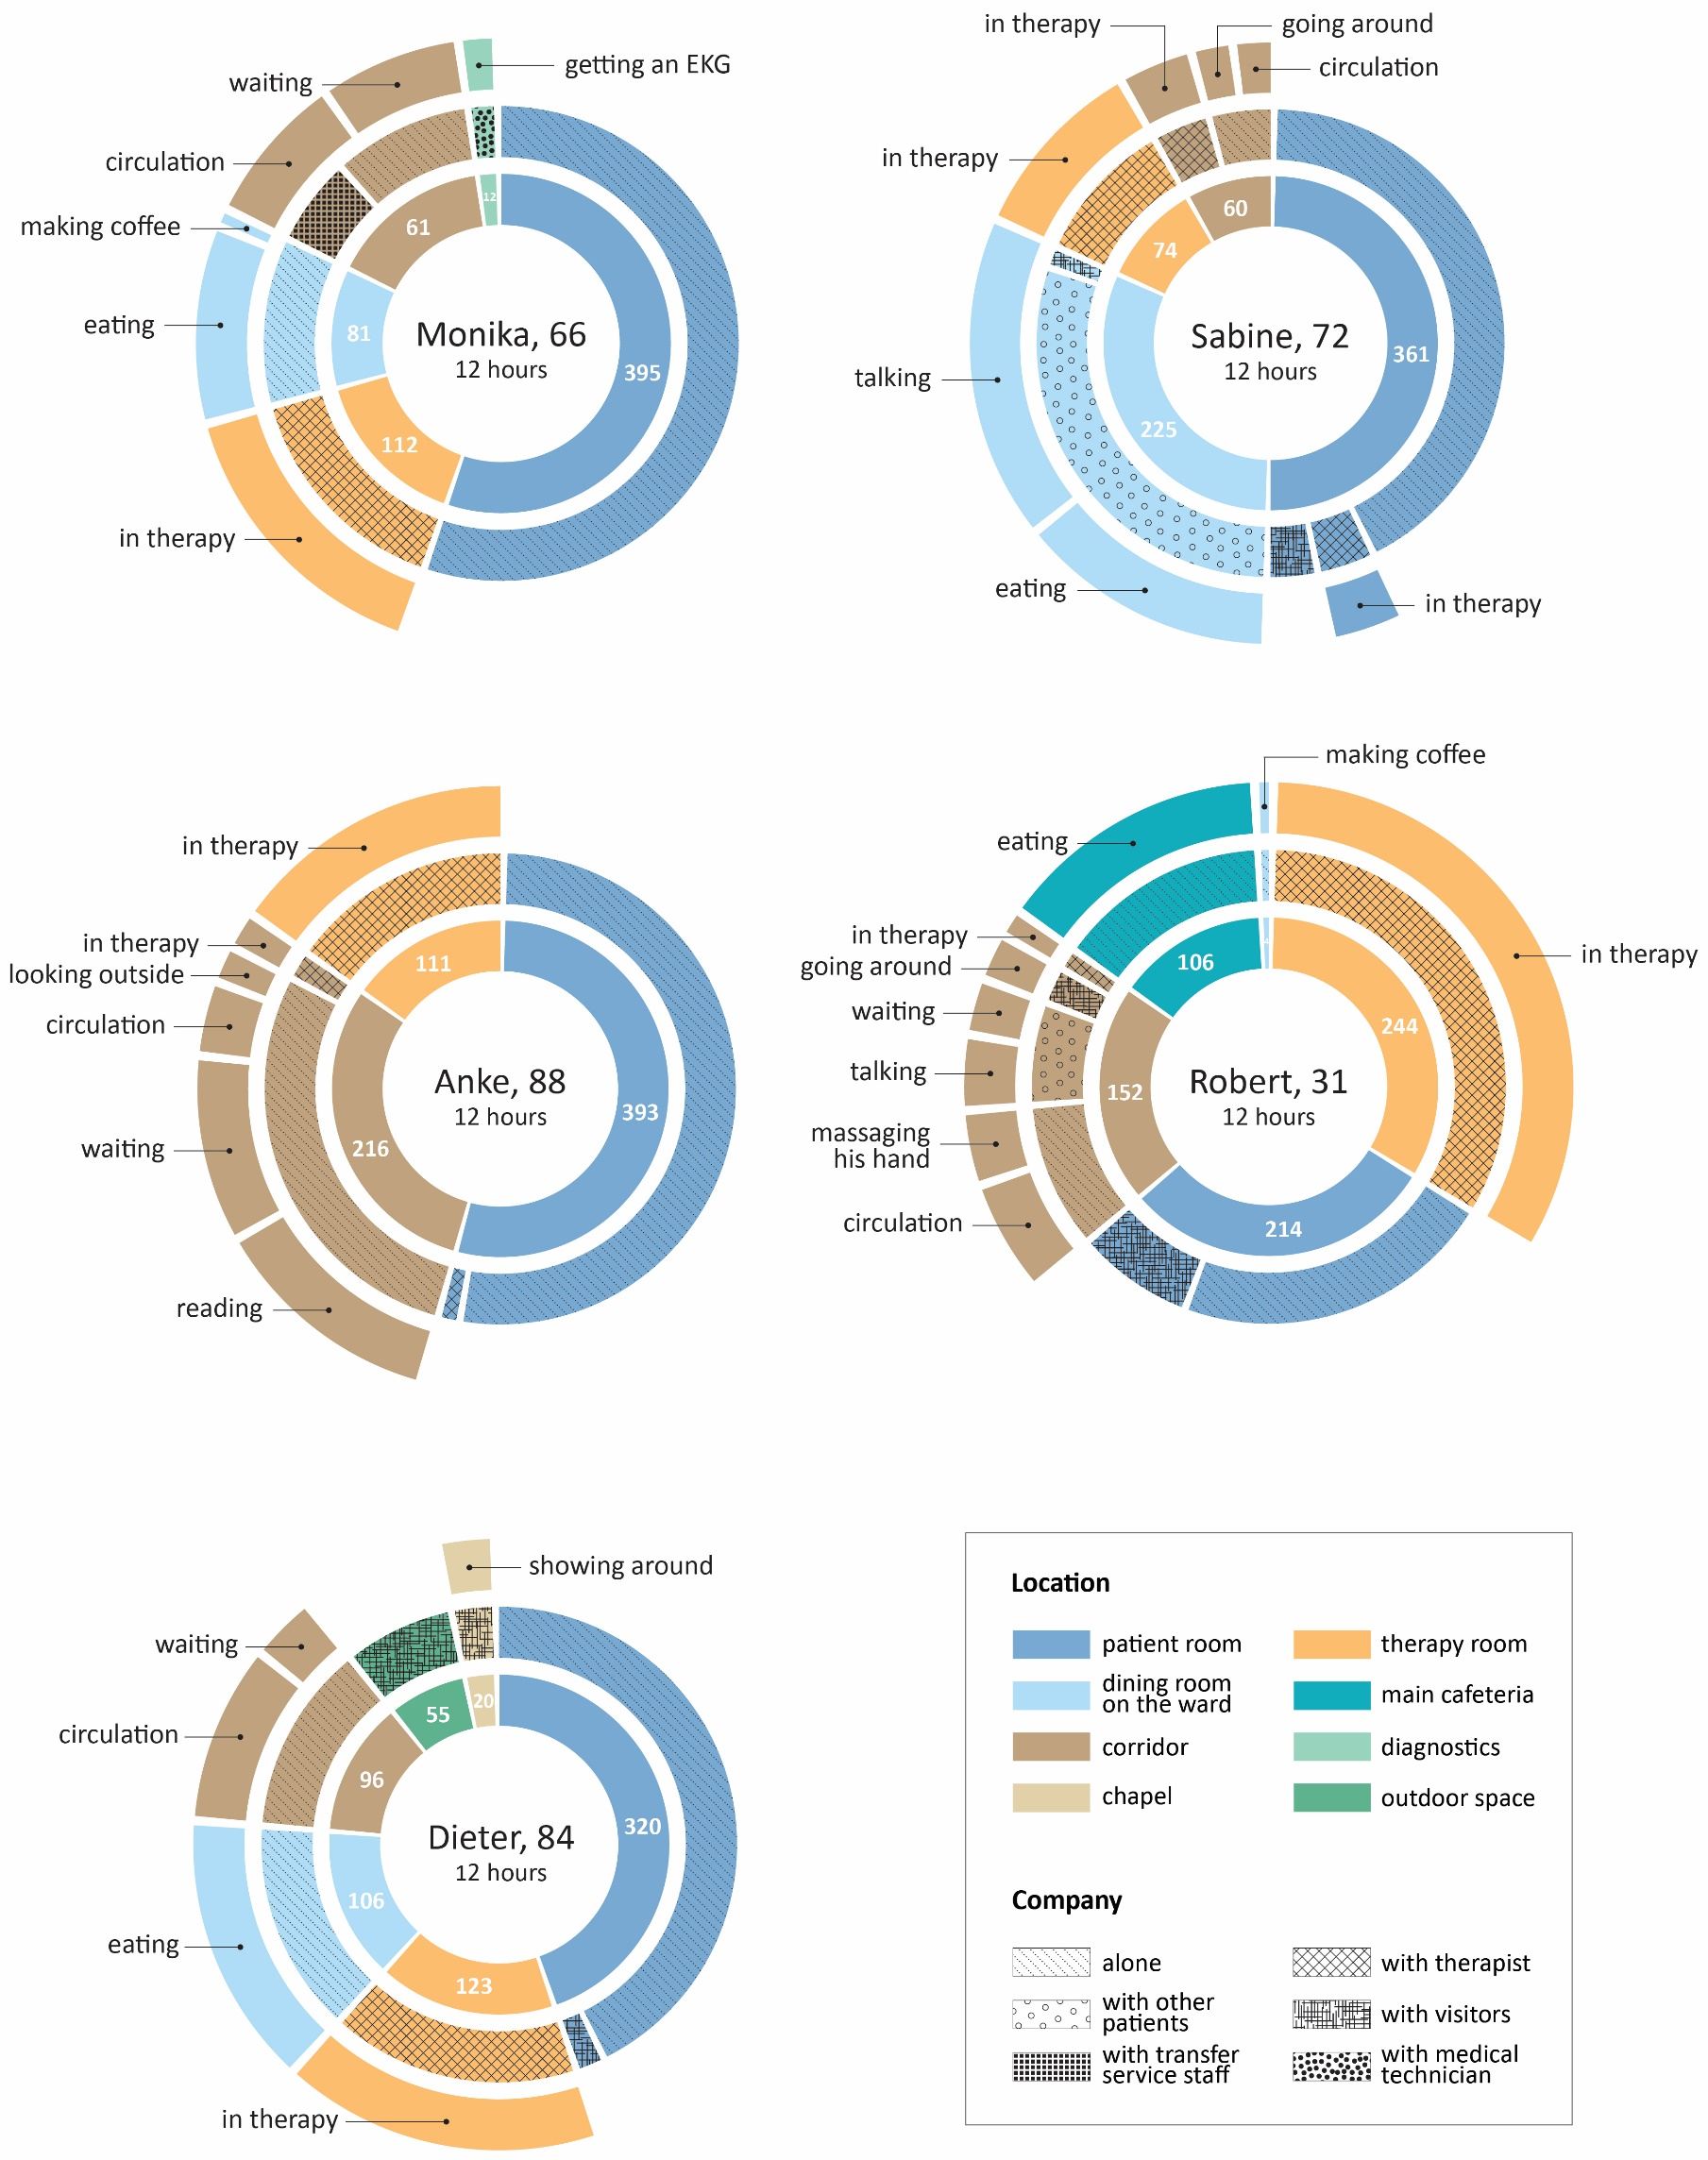 in therapy
going around
circulation
getting an EKG
waiting
circulation
in therapy
making coffee
eating
in therapy
61
12
81
395
112
Monika, 66
12 hours
60
74
361
225
Sabine, 72
12 hours
talking
eating
in therapy
making coffee
in therapy
in therapy
looking outside
circulation
waiting
reading
111
393
216
Anke, 88
12 hours
eating
in therapy
going around
waiting
talking
massaging
his hand
circulation
in therapy
106
244
152
214
Robert, 31
12 hours
showing around
waiting
circulation
eating
in therapy
55
20
96
320
106
123
Dieter, 84
12 hours
Location
patient room
therapy room
dining room
on the ward
main cafeteria
corridor
diagnostics
chapel
outdoor space
Company
alone
with therapist
with other
patients
with visitors
with transfer
service staff
with medical
technician